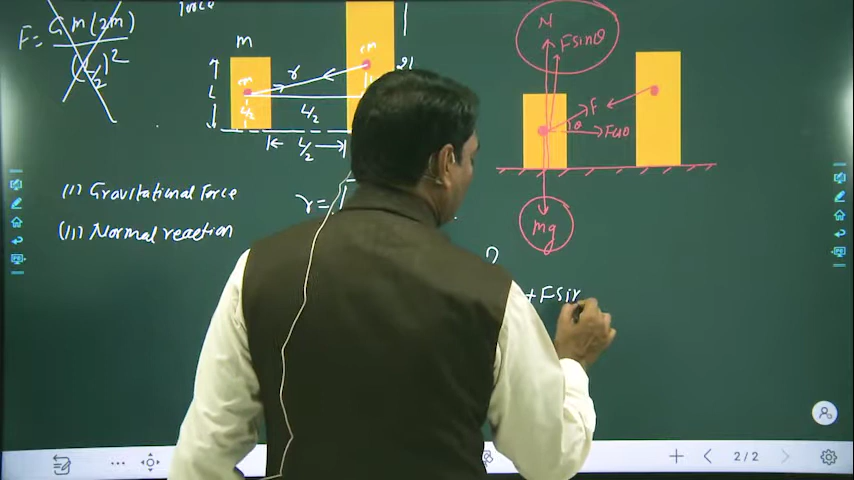 force
F = G m (2m)
(L/2)²
m
cm
r
cm
2L
L
L/2
L/2
L/2
(i) Gravitational Force
(ii) Normal reaction
r =
N
F sinθ
F
θ
F cosθ
mg
+ F sin
2/2